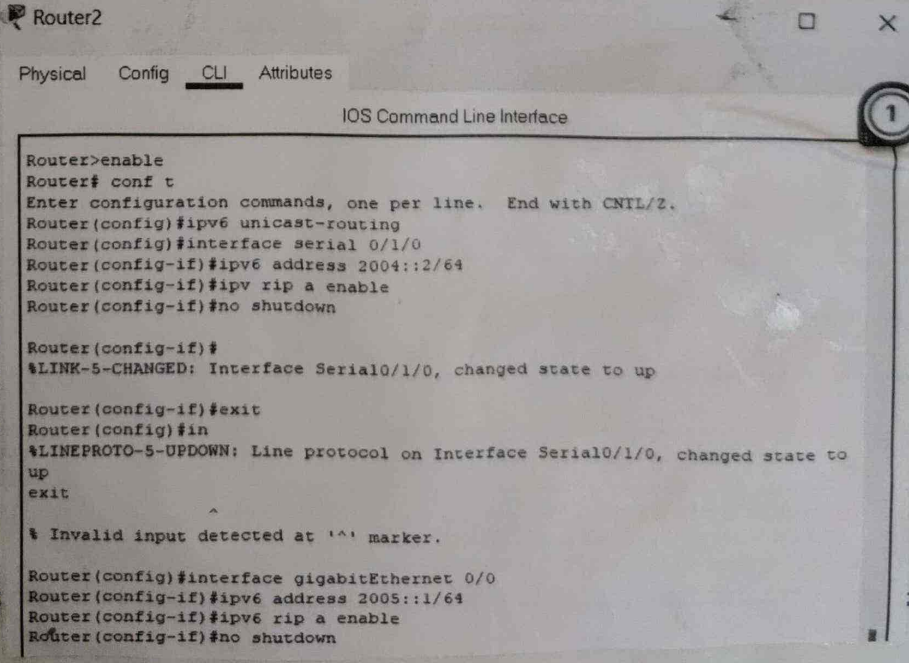 Router2
Physical Config CLI Attributes
IOS Command Line Interface
1
Router>enable
Router# conf t
Enter configuration commands, one per line.  End with CNTL/Z.
Router(config)#ipv6 unicast-routing
Router(config)#interface serial 0/1/0
Router(config-if)#ipv6 address 2004::2/64
Router(config-if)#ipv rip a enable
Router(config-if)#no shutdown
Router(config-if)#
%LINK-5-CHANGED: Interface Serial0/1/0, changed state to up
Router(config-if)#exit
Router(config)#in
%LINEPROTO-5-UPDOWN: Line protocol on Interface Serial0/1/0, changed state to
up
exit
^
% Invalid input detected at '^' marker.
Router(config)#interface gigabitEthernet 0/0
Router(config-if)#ipv6 address 2005::1/64
Router(config-if)#ipv6 rip a enable
Router(config-if)#no shutdown